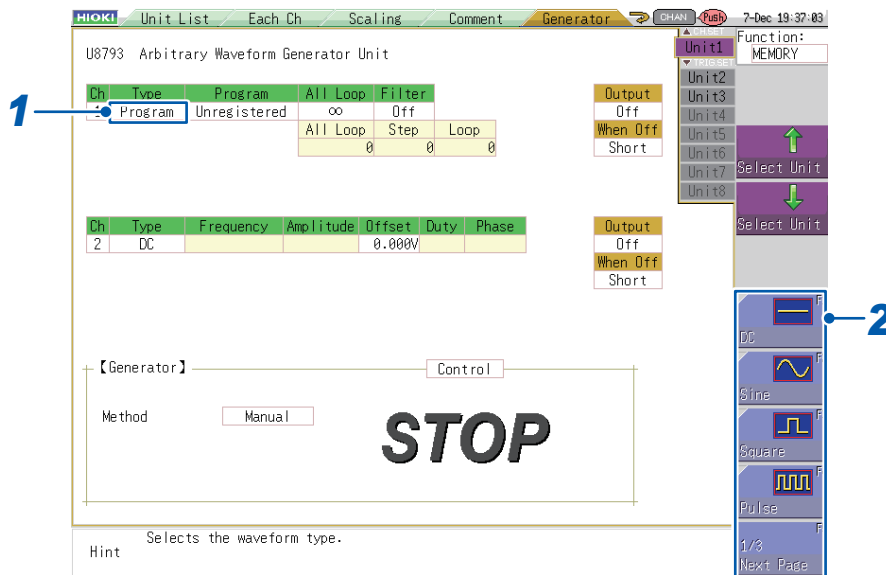 HIOKI Unit List Each Ch Scaling Comment Generator CHAN Push 7-Dec 19:37:03
▲CH.SET
Unit1
▼TRIG.SET
Unit2
Unit3
Unit4
Unit5
Unit6
Unit7
Unit8
Function:
MEMORY
Select Unit
Select Unit
U8793 Arbitrary Waveform Generator Unit
1
Ch Type Program All Loop Filter
1 Program Unregistered ∞ Off
All Loop Step Loop
0 0 0
Output
Off
When Off
Short
Ch Type Frequency Amplitude Offset Duty Phase
2 DC 0.000V
Output
Off
When Off
Short
【Generator】 Control
Method Manual
STOP
2
F
DC
F
Sine
F
Square
F
Pulse
F
1/3
Next Page
Hint Selects the waveform type.